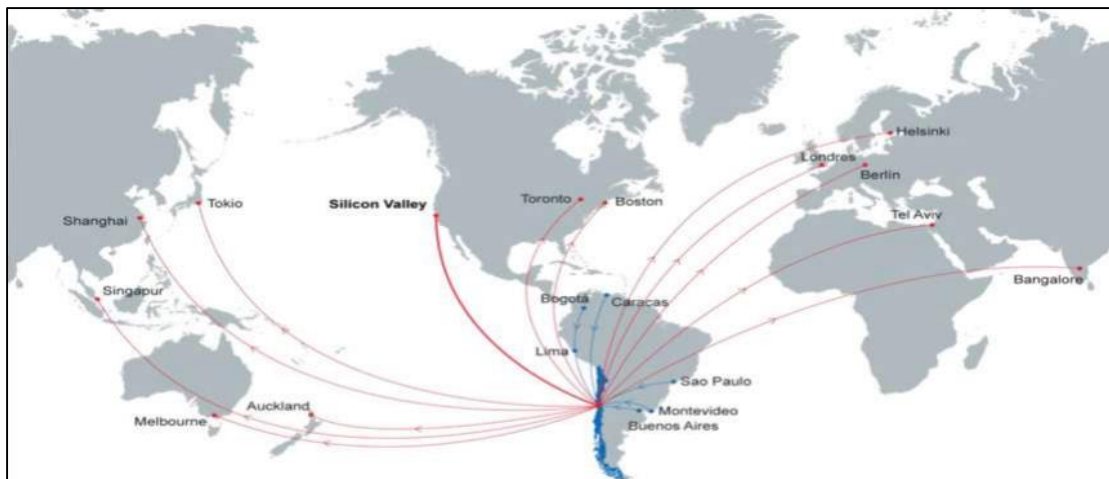 Helsinki
Londres
Berlín
Tokio
Silicon Valley
Toronto
Boston
Shanghai
Tel Aviv
Singapur
Bangalore
Bogotá
Caracas
Lima
Sao Paulo
Auckland
Montevideo
Melbourne
Buenos Aires